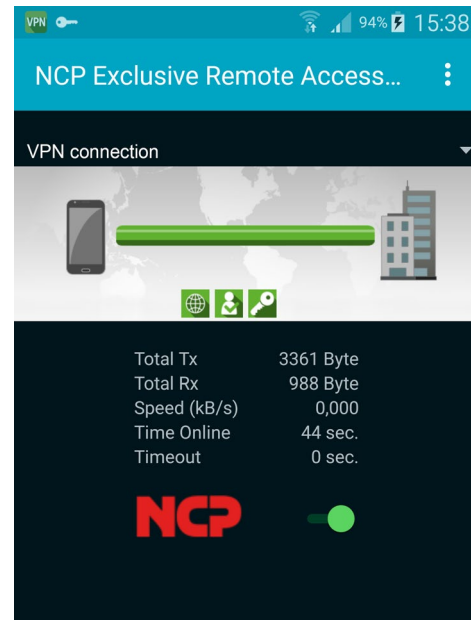 VPN 94% 15:38
NCP Exclusive Remote Access...
VPN connection
Total Tx 3361 Byte
Total Rx 988 Byte
Speed (kB/s) 0,000
Time Online 44 sec.
Timeout 0 sec.
NCP